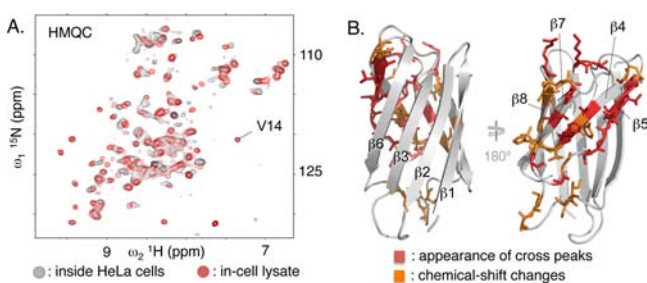 A.
HMQC
110
V14
125
ω₁ ¹⁵N (ppm)
9
ω₂ ¹H (ppm)
7
: inside HeLa cells
: in-cell lysate
B.
β7
β4
β8
β5
β6
β3
β2
β1
180°
: appearance of cross peaks
: chemical-shift changes